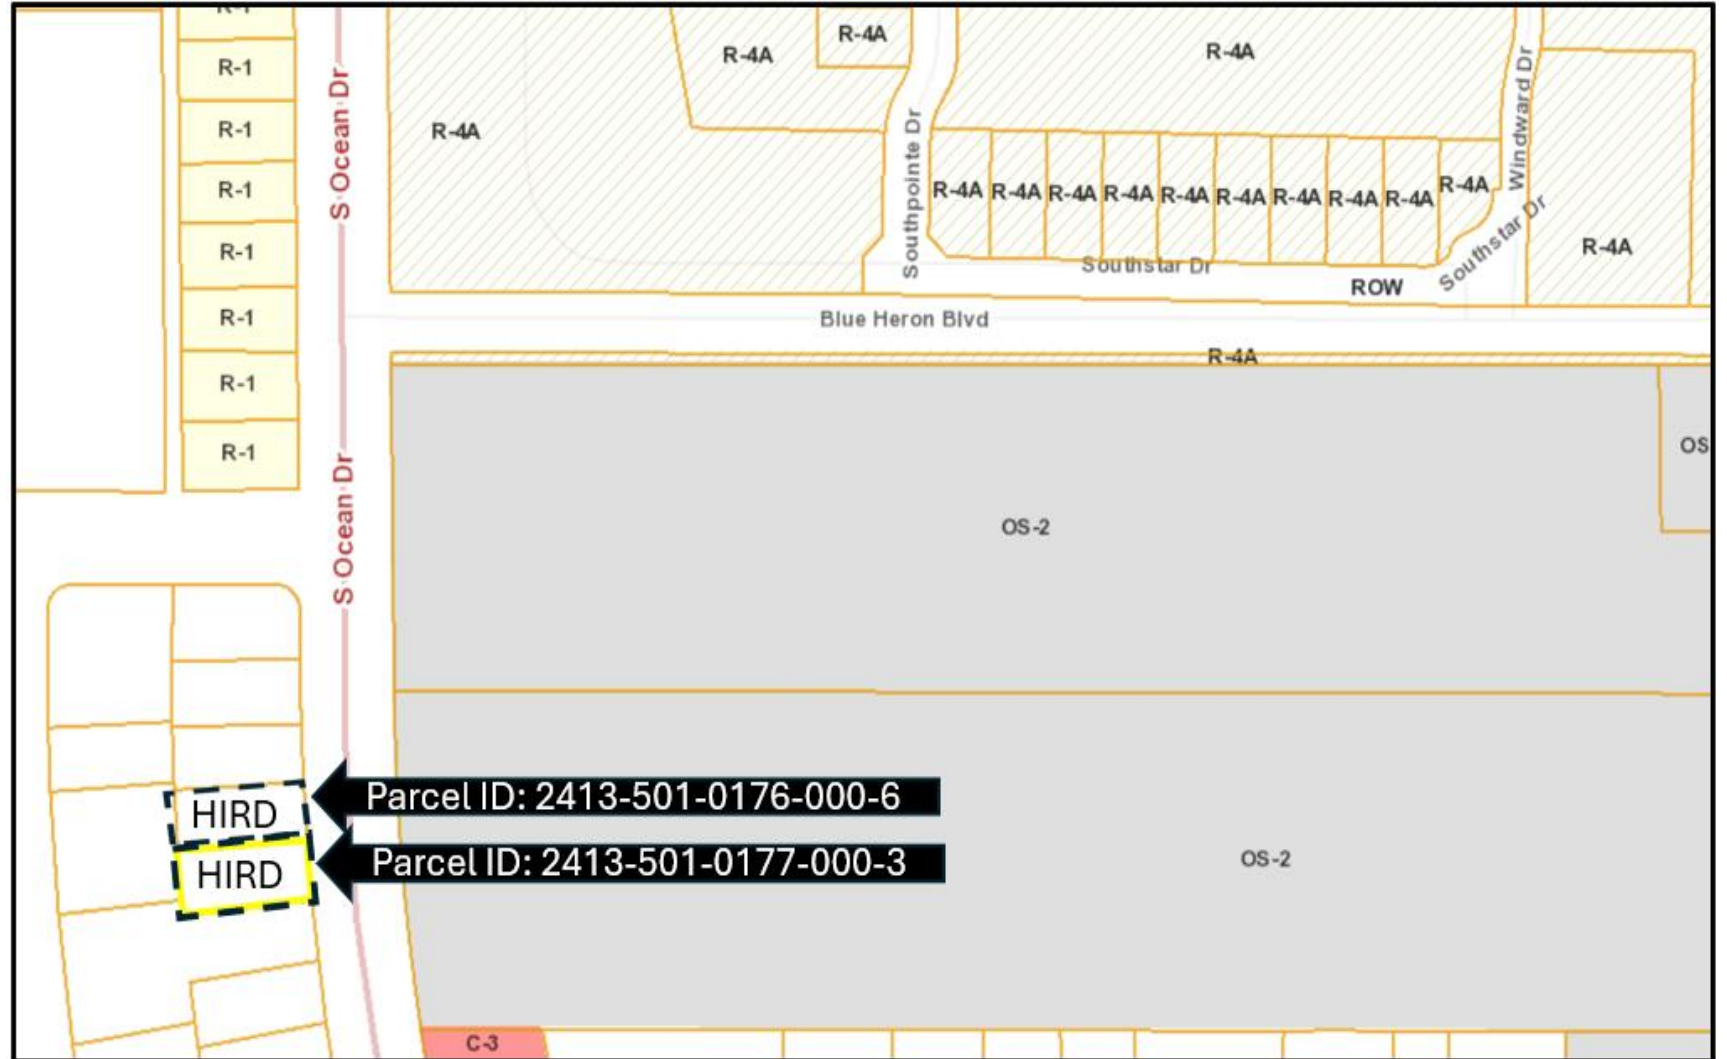 R-1
R-4A
R-4A
R-4A
R-1
R-1
R-1
R-1
R-1
R-1
R-1
S Ocean Dr
R-4A
Southpointe Dr
Windward Dr
R-4A
R-4A
R-4A
R-4A
R-4A
R-4A
R-4A
R-4A
R-4A
R-4A
Southstar Dr
R-4A
Southstar Dr
ROW
Blue Heron Blvd
R-4A
S Ocean Dr
OS
OS-2
Parcel ID: 2413-501-0176-000-6
HIRD
Parcel ID: 2413-501-0177-000-3
HIRD
OS-2
C-3